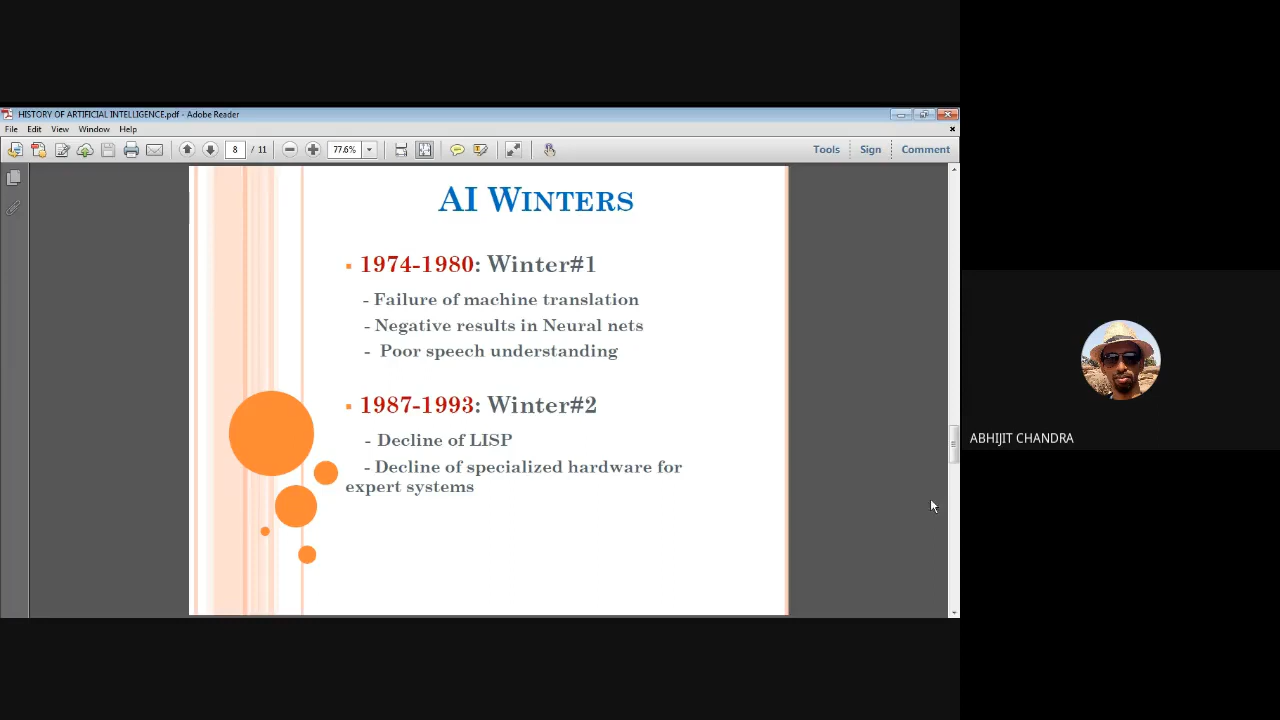 HISTORY OF ARTIFICIAL INTELLIGENCE.pdf - Adobe Reader
File Edit View Window Help
8 / 11 77.6% Tools Sign Comment
AI WINTERS
▪ 1974-1980: Winter#1
- Failure of machine translation
- Negative results in Neural nets
- Poor speech understanding
▪ 1987-1993: Winter#2
- Decline of LISP
- Decline of specialized hardware for
expert systems
ABHIJIT CHANDRA